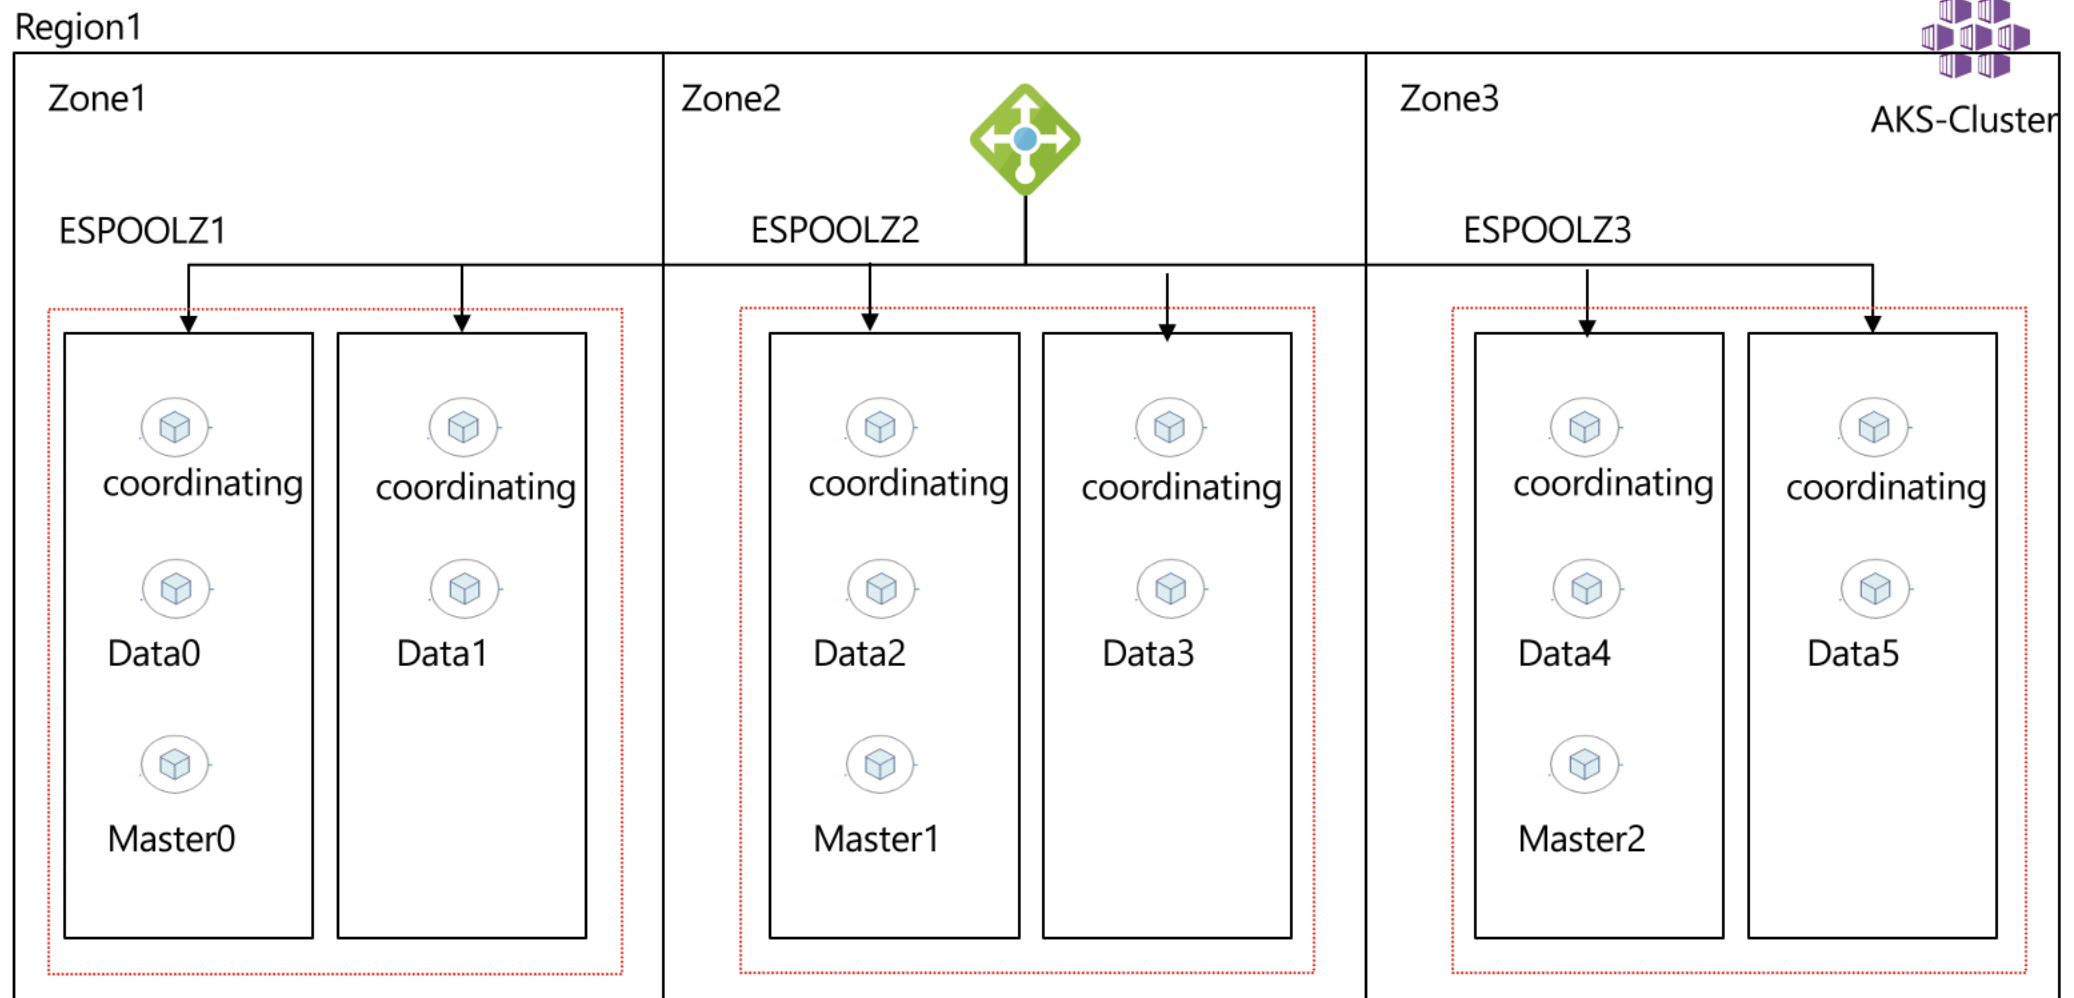 Region1
AKS-Cluster
Zone1
Zone2
Zone3
ESPOOLZ1
ESPOOLZ2
ESPOOLZ3
coordinating
coordinating
coordinating
coordinating
coordinating
coordinating
Data0
Data1
Data2
Data3
Data4
Data5
Master0
Master1
Master2